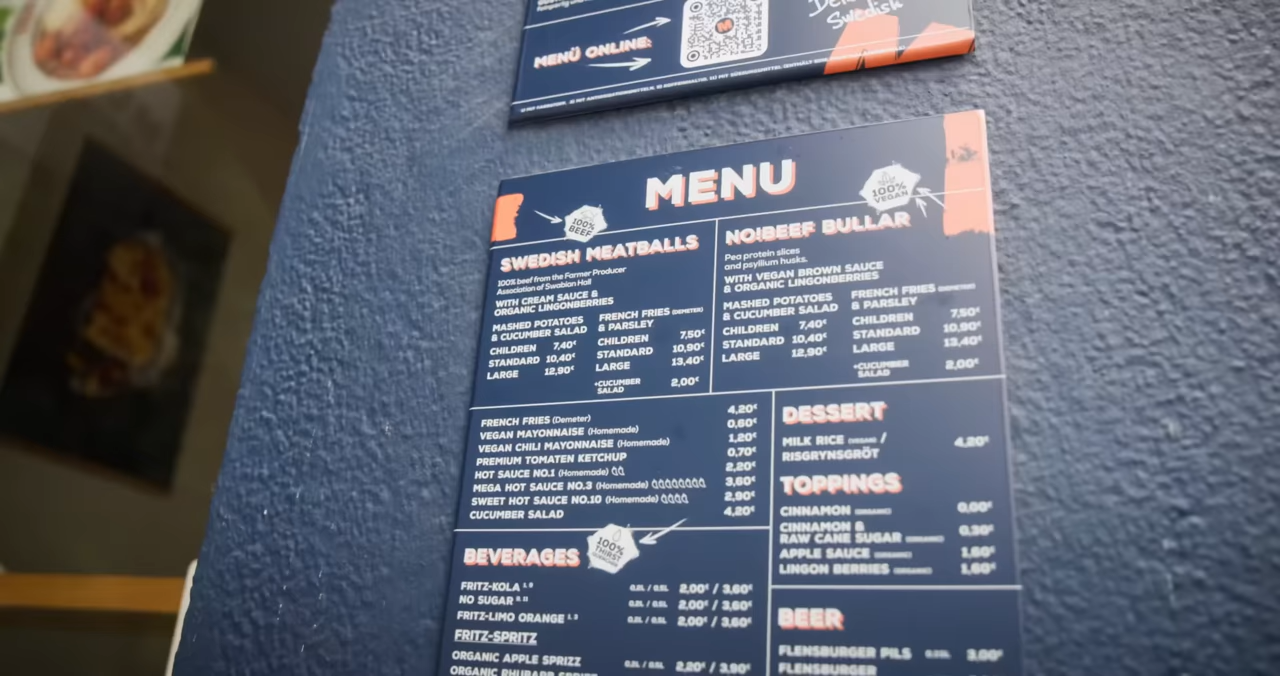 MENÜ ONLINE:
Swedish
MENU
100%
BEEF
100%
VEGAN
SWEDISH MEATBALLS
100% beef from the Farmer Producer
Association of Swabian Hall
WITH CREAM SAUCE &
ORGANIC LINGONBERRIES
MASHED POTATOES
& CUCUMBER SALAD
CHILDREN 7,40€
STANDARD 10,40€
LARGE 12,90€
FRENCH FRIES (DEMETER)
& PARSLEY
CHILDREN 7,50€
STANDARD 10,90€
LARGE 13,40€
+CUCUMBER
SALAD 2,00€
NO!BEEF BULLAR
Pea protein slices
and psyllium husks.
WITH VEGAN BROWN SAUCE
& ORGANIC LINGONBERRIES
MASHED POTATOES
& CUCUMBER SALAD
CHILDREN 7,40€
STANDARD 10,40€
LARGE 12,90€
FRENCH FRIES (DEMETER)
& PARSLEY
CHILDREN 7,50€
STANDARD 10,90€
LARGE 13,40€
+CUCUMBER
SALAD 2,00€
FRENCH FRIES (Demeter) 4,20€
VEGAN MAYONNAISE (Homemade) 0,60€
VEGAN CHILI MAYONNAISE (Homemade) 1,20€
PREMIUM TOMATEN KETCHUP 0,70€
HOT SAUCE NO.1 (Homemade) 2,20€
MEGA HOT SAUCE NO.3 (Homemade) 3,60€
SWEET HOT SAUCE NO.10 (Homemade) 2,90€
CUCUMBER SALAD 4,20€
DESSERT
MILK RICE (VEGAN) / 4,20€
RISGRYNSGRÖT
TOPPINGS
CINNAMON (ORGANIC) 0,00€
CINNAMON &
RAW CANE SUGAR (ORGANIC) 0,30€
APPLE SAUCE (ORGANIC) 1,60€
LINGON BERRIES (ORGANIC) 1,60€
BEVERAGES
100%
THIRST
FRITZ-KOLA 0,2L / 0,5L 2,00€ / 3,60€
NO SUGAR 0,2L / 0,5L 2,00€ / 3,60€
FRITZ-LIMO ORANGE 0,2L / 0,5L 2,00€ / 3,60€
FRITZ-SPRITZ
ORGANIC APPLE SPRIZZ 0,2L / 0,5L 2,20€ / 3,90€
ORGANIC RHUBARB SPRITZ
BEER
FLENSBURGER PILS 0,33L 3,00€
FLENSBURGER